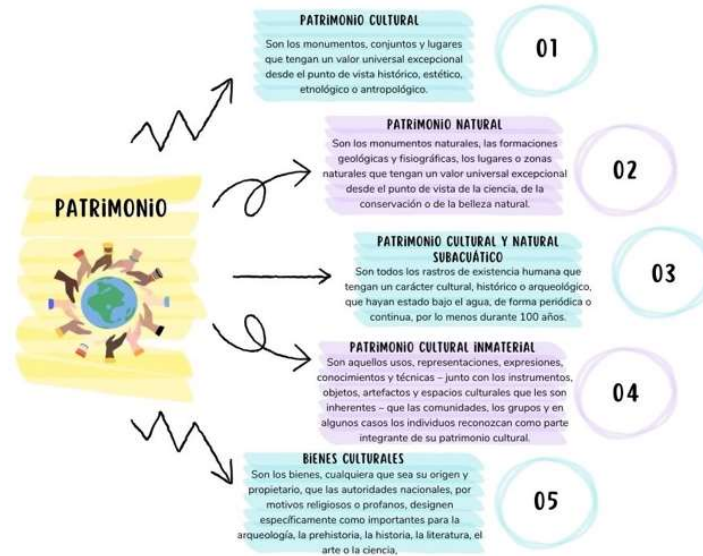 PATRIMONIO CULTURAL
Son los monumentos, conjuntos y lugares
que tengan un valor universal excepcional
desde el punto de vista histórico, estético,
etnológico o antropológico.
01
PATRIMONIO NATURAL
Son los monumentos naturales, las formaciones
geológicas y fisiográficas, los lugares o zonas
naturales que tengan un valor universal excepcional
desde el punto de vista de la ciencia, de la
conservación o de la belleza natural.
02
PATRIMONIO
PATRIMONIO CULTURAL Y NATURAL
SUBACUÁTICO
Son todos los rastros de existencia humana que
tengan un carácter cultural, histórico o arqueológico,
que hayan estado bajo el agua, de forma periódica o
continua, por lo menos durante 100 años.
03
PATRIMONIO CULTURAL INMATERIAL
Son aquellos usos, representaciones, expresiones,
conocimientos y técnicas – junto con los instrumentos,
objetos, artefactos y espacios culturales que les son
inherentes – que las comunidades, los grupos y en
algunos casos los individuos reconozcan como parte
integrante de su patrimonio cultural.
04
BIENES CULTURALES
Son los bienes, cualquiera que sea su origen y
propietario, que las autoridades nacionales, por
motivos religiosos o profanos, designen
específicamente como importantes para la
arqueología, la prehistoria, la historia, la literatura, el
arte o la ciencia,
05